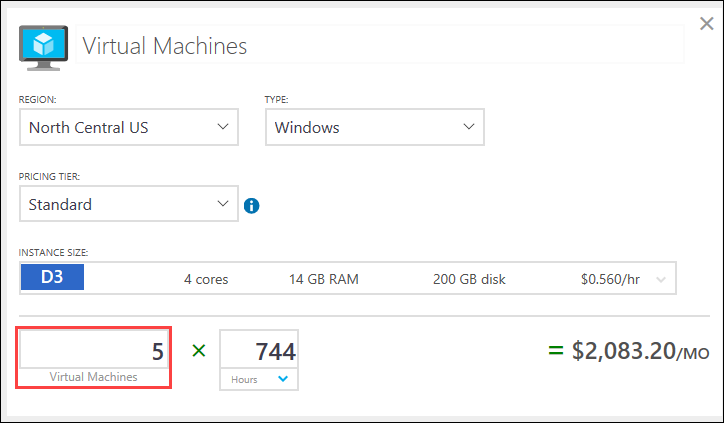 Virtual Machines
REGION: TYPE:
North Central US Windows
PRICING TIER:
Standard
INSTANCE SIZE:
D3 4 cores 14 GB RAM 200 GB disk $0.560/hr
5 × 744 = $2,083.20/MO
Virtual Machines Hours